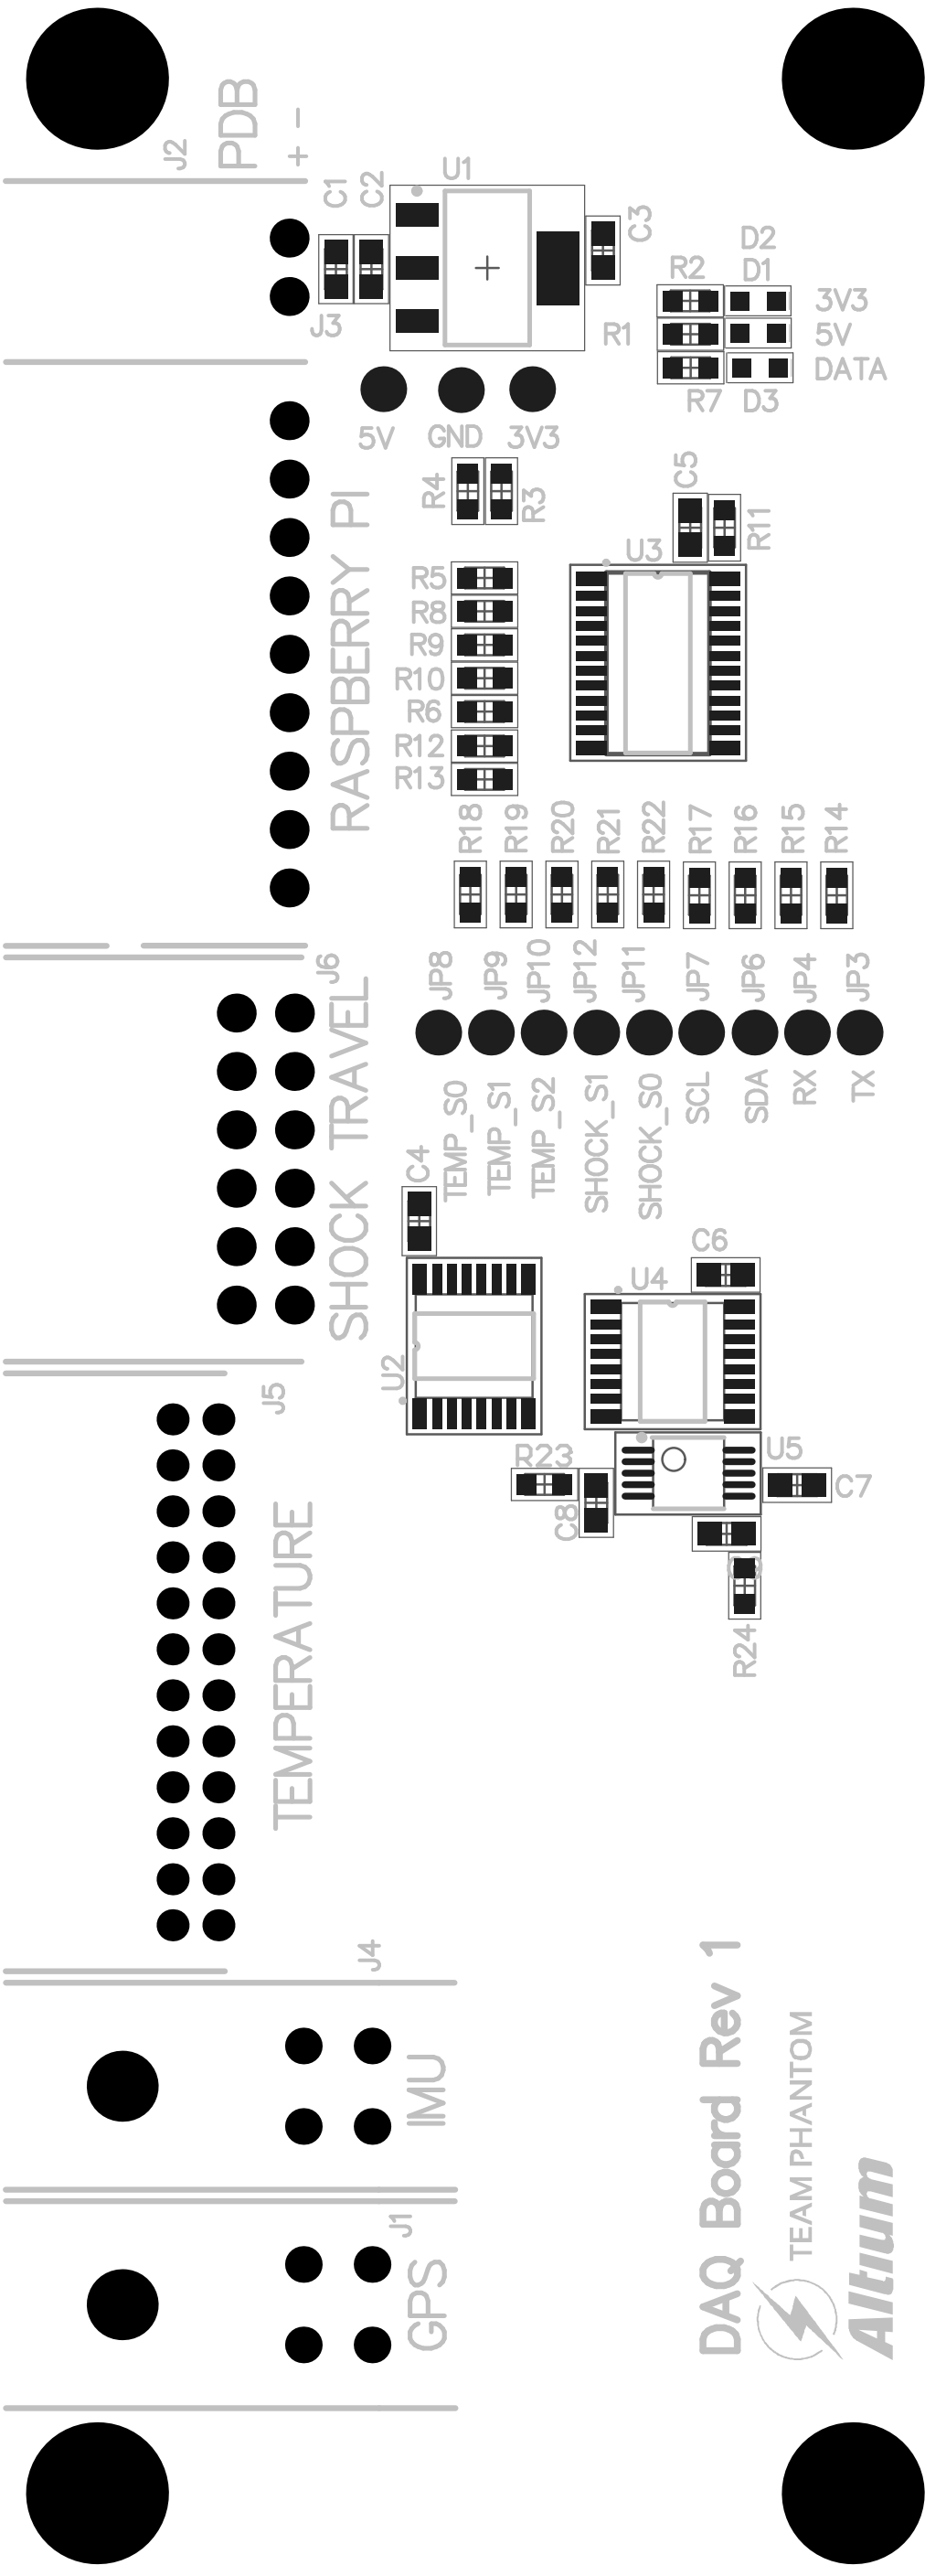 J2
PDB
+ -
C1
C2
U1
C3
J3
D2
R2
D1
3V3
R1
5V
DATA
R7
D3
5V
GND
3V3
R4
R3
C5
R11
U3
RASPBERRY PI
R5
R8
R9
R10
R6
R12
R13
R18
R19
R20
R21
R22
R17
R16
R15
R14
J6
SHOCK TRAVEL
JP8
JP9
JP10
JP12
JP11
JP7
JP6
JP4
JP3
TEMP_S0
TEMP_S1
TEMP_S2
SHOCK_S1
SHOCK_S0
SCL
SDA
RX
TX
C4
C6
U4
U2
J5
U5
R23
C7
C8
R24
TEMPERATURE
J4
IMU
J1
GPS
DAQ Board Rev 1
TEAM PHANTOM
Altium